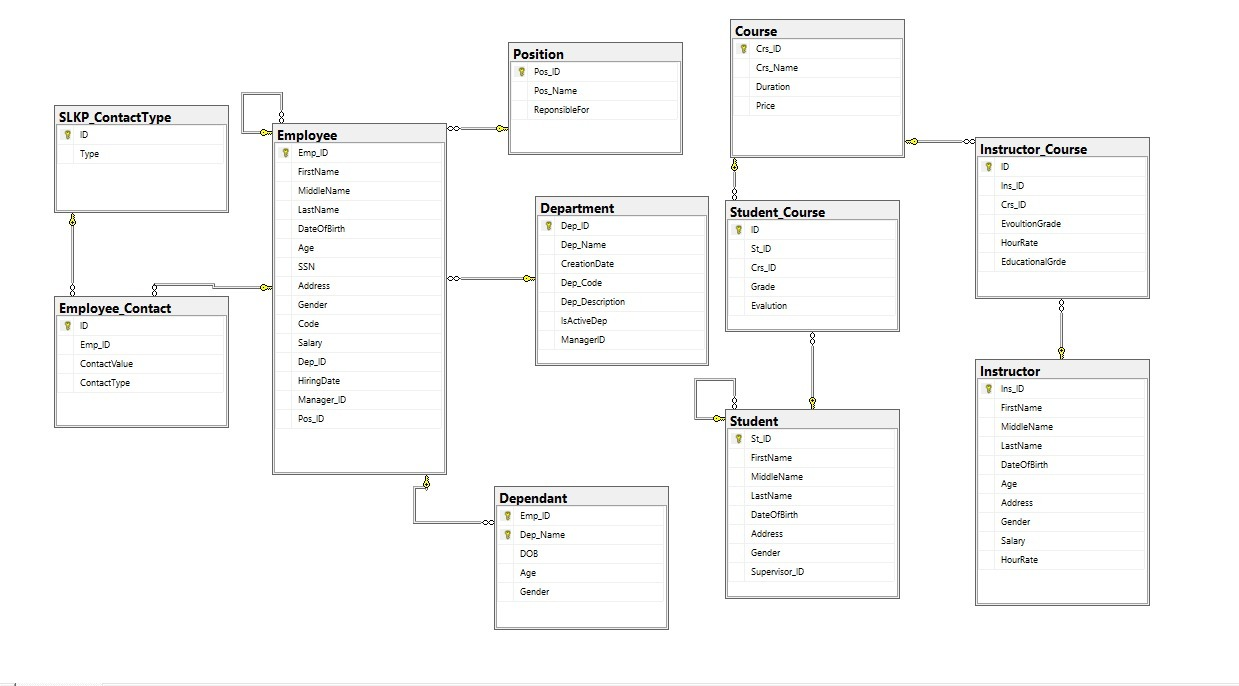 SLKP_ContactType
ID
Type
Employee_Contact
ID
Emp_ID
ContactValue
ContactType
Employee
Emp_ID
FirstName
MiddleName
LastName
DateOfBirth
Age
SSN
Address
Gender
Code
Salary
Dep_ID
HiringDate
Manager_ID
Pos_ID
Position
Pos_ID
Pos_Name
ReponsibleFor
Department
Dep_ID
Dep_Name
CreationDate
Dep_Code
Dep_Description
IsActiveDep
ManagerID
Dependant
Emp_ID
Dep_Name
DOB
Age
Gender
Course
Crs_ID
Crs_Name
Duration
Price
Student_Course
ID
St_ID
Crs_ID
Grade
Evalution
Student
St_ID
FirstName
MiddleName
LastName
DateOfBirth
Address
Gender
Supervisor_ID
Instructor_Course
ID
Ins_ID
Crs_ID
EvoultionGrade
HourRate
EducationalGrde
Instructor
Ins_ID
FirstName
MiddleName
LastName
DateOfBirth
Age
Address
Gender
Salary
HourRate